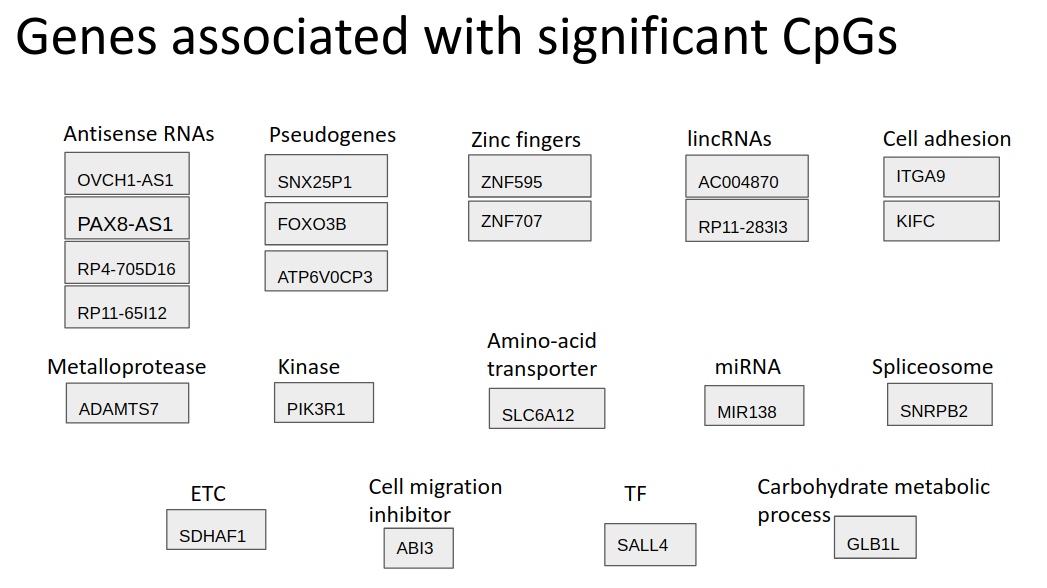 Genes associated with significant CpGs
Antisense RNAs
OVCH1-AS1
PAX8-AS1
RP4-705D16
RP11-65I12
Pseudogenes
SNX25P1
FOXO3B
ATP6V0CP3
Zinc fingers
ZNF595
ZNF707
lincRNAs
AC004870
RP11-283I3
Cell adhesion
ITGA9
KIFC
Metalloprotease
ADAMTS7
Kinase
PIK3R1
Amino-acid
transporter
SLC6A12
miRNA
MIR138
Spliceosome
SNRPB2
ETC
SDHAF1
Cell migration
inhibitor
ABI3
TF
SALL4
Carbohydrate metabolic
process
GLB1L